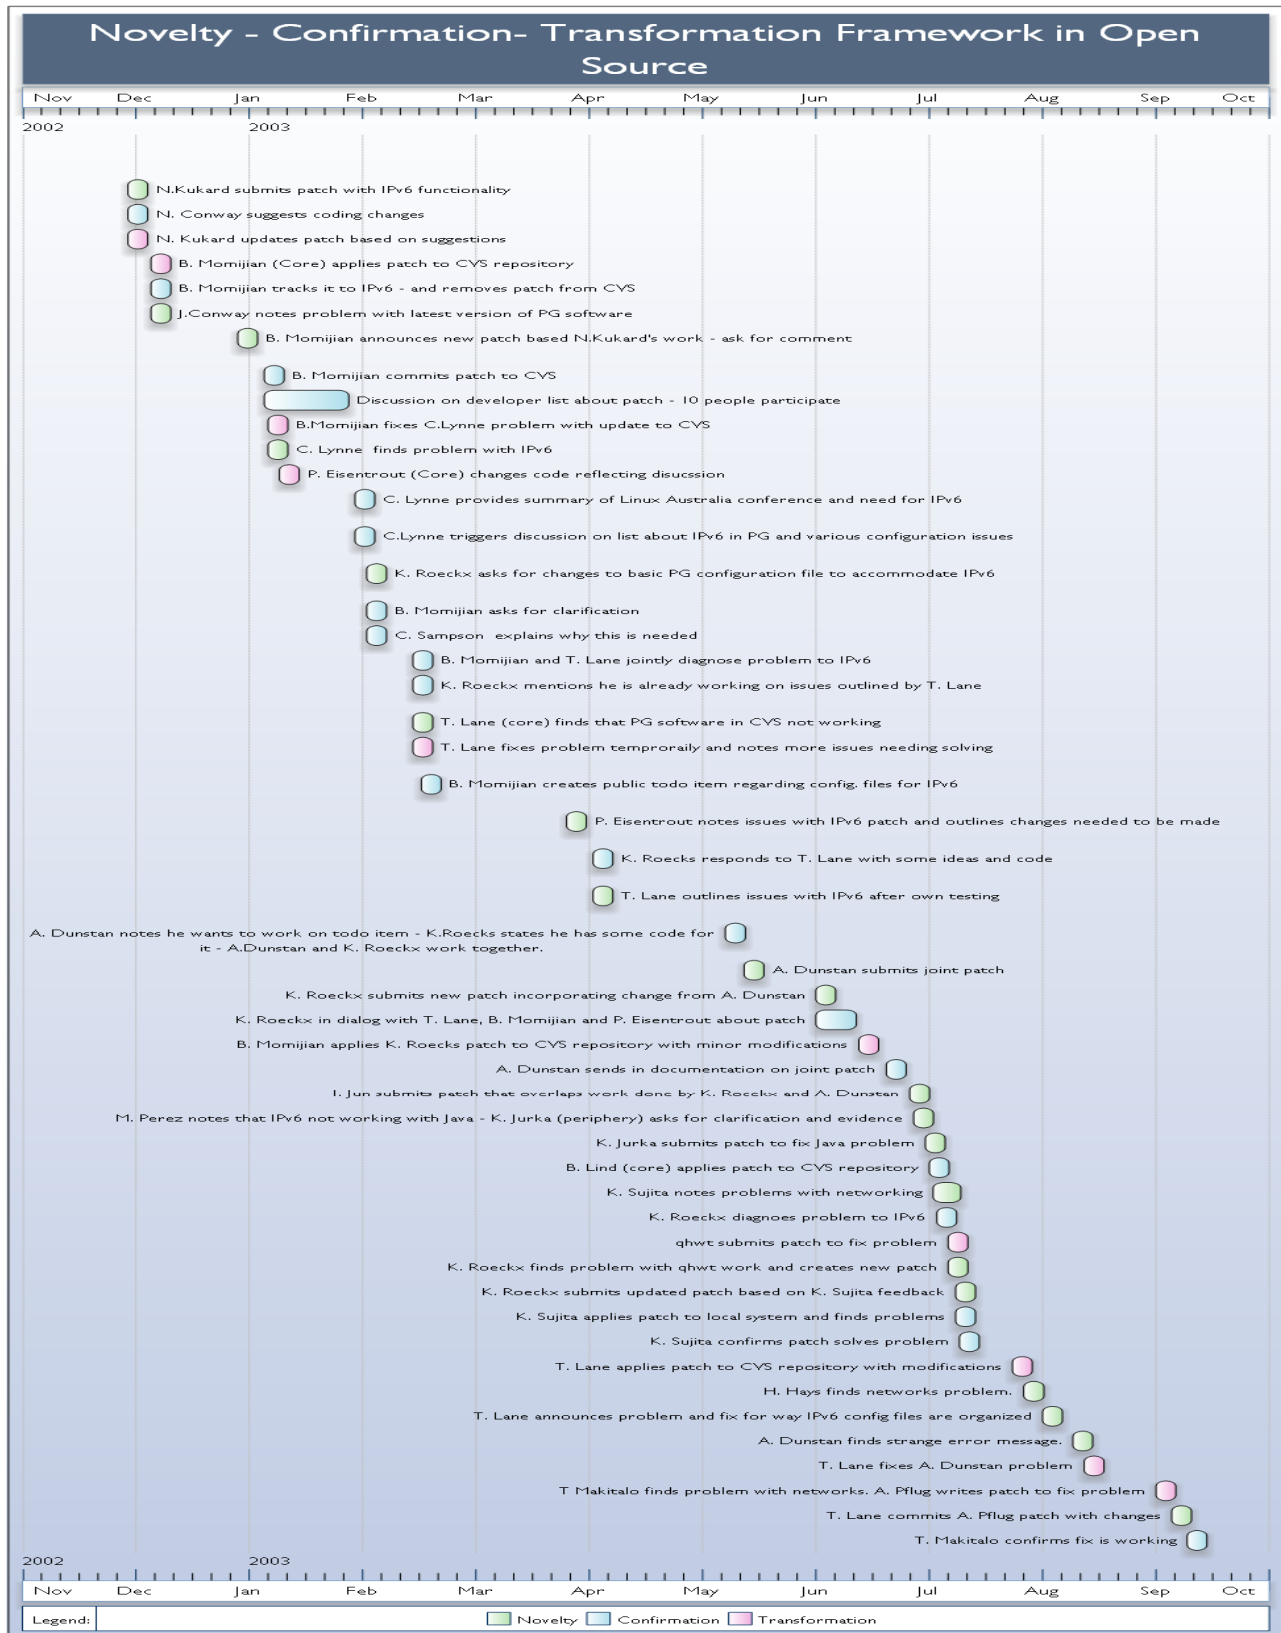 Novelty - Confirmation- Transformation Framework in Open
Source
Nov Dec Jan Feb Mar Apr May Jun Jul Aug Sep Oct
2002 2003
N.Kukard submits patch with IPv6 functionality
N. Conway suggests coding changes
N. Kukard updates patch based on suggestions
B. Momijian (Core) applies patch to CVS repository
B. Momijian tracks it to IPv6 - and removes patch from CVS
J.Conway notes problem with latest version of PG software
B. Momijian announces new patch based N.Kukard's work - ask for comment
B. Momijian commits patch to CVS
Discussion on developer list about patch - 10 people participate
B.Momijian fixes C.Lynne problem with update to CVS
C. Lynne finds problem with IPv6
P. Eisentrout (Core) changes code reflecting disucssion
C. Lynne provides summary of Linux Australia conference and need for IPv6
C.Lynne triggers discussion on list about IPv6 in PG and various configuration issues
K. Roeckx asks for changes to basic PG configuration file to accommodate IPv6
B. Momijian asks for clarification
C. Sampson explains why this is needed
B. Momijian and T. Lane jointly diagnose problem to IPv6
K. Roeckx mentions he is already working on issues outlined by T. Lane
T. Lane (core) finds that PG software in CVS not working
T. Lane fixes problem temproraily and notes more issues needing solving
B. Momijian creates public todo item regarding config. files for IPv6
P. Eisentrout notes issues with IPv6 patch and outlines changes needed to be made
K. Roecks responds to T. Lane with some ideas and code
T. Lane outlines issues with IPv6 after own testing
A. Dunstan notes he wants to work on todo item - K.Roecks states he has some code for
it - A.Dunstan and K. Roeckx work together.
A. Dunstan submits joint patch
K. Roeckx submits new patch incorporating change from A. Dunstan
K. Roeckx in dialog with T. Lane, B. Momijian and P. Eisentrout about patch
B. Momijian applies K. Roecks patch to CVS repository with minor modifications
A. Dunstan sends in documentation on joint patch
I. Jun submits patch that overlaps work done by K. Roeckx and A. Dunstan
M. Perez notes that IPv6 not working with Java - K. Jurka (periphery) asks for clarification and evidence
K. Jurka submits patch to fix Java problem
B. Lind (core) applies patch to CVS repository
K. Sujita notes problems with networking
K. Roeckx diagnoes problem to IPv6
qhwt submits patch to fix problem
K. Roeckx finds problem with qhwt work and creates new patch
K. Roeckx submits updated patch based on K. Sujita feedback
K. Sujita applies patch to local system and finds problems
K. Sujita confirms patch solves problem
T. Lane applies patch to CVS repository with modifications
H. Hays finds networks problem.
T. Lane announces problem and fix for way IPv6 config files are organized
A. Dunstan finds strange error message.
T. Lane fixes A. Dunstan problem
T Makitalo finds problem with networks. A. Pflug writes patch to fix problem
T. Lane commits A. Pflug patch with changes
T. Makitalo confirms fix is working
2002 2003
Nov Dec Jan Feb Mar Apr May Jun Jul Aug Sep Oct
Legend: Novelty Confirmation Transformation